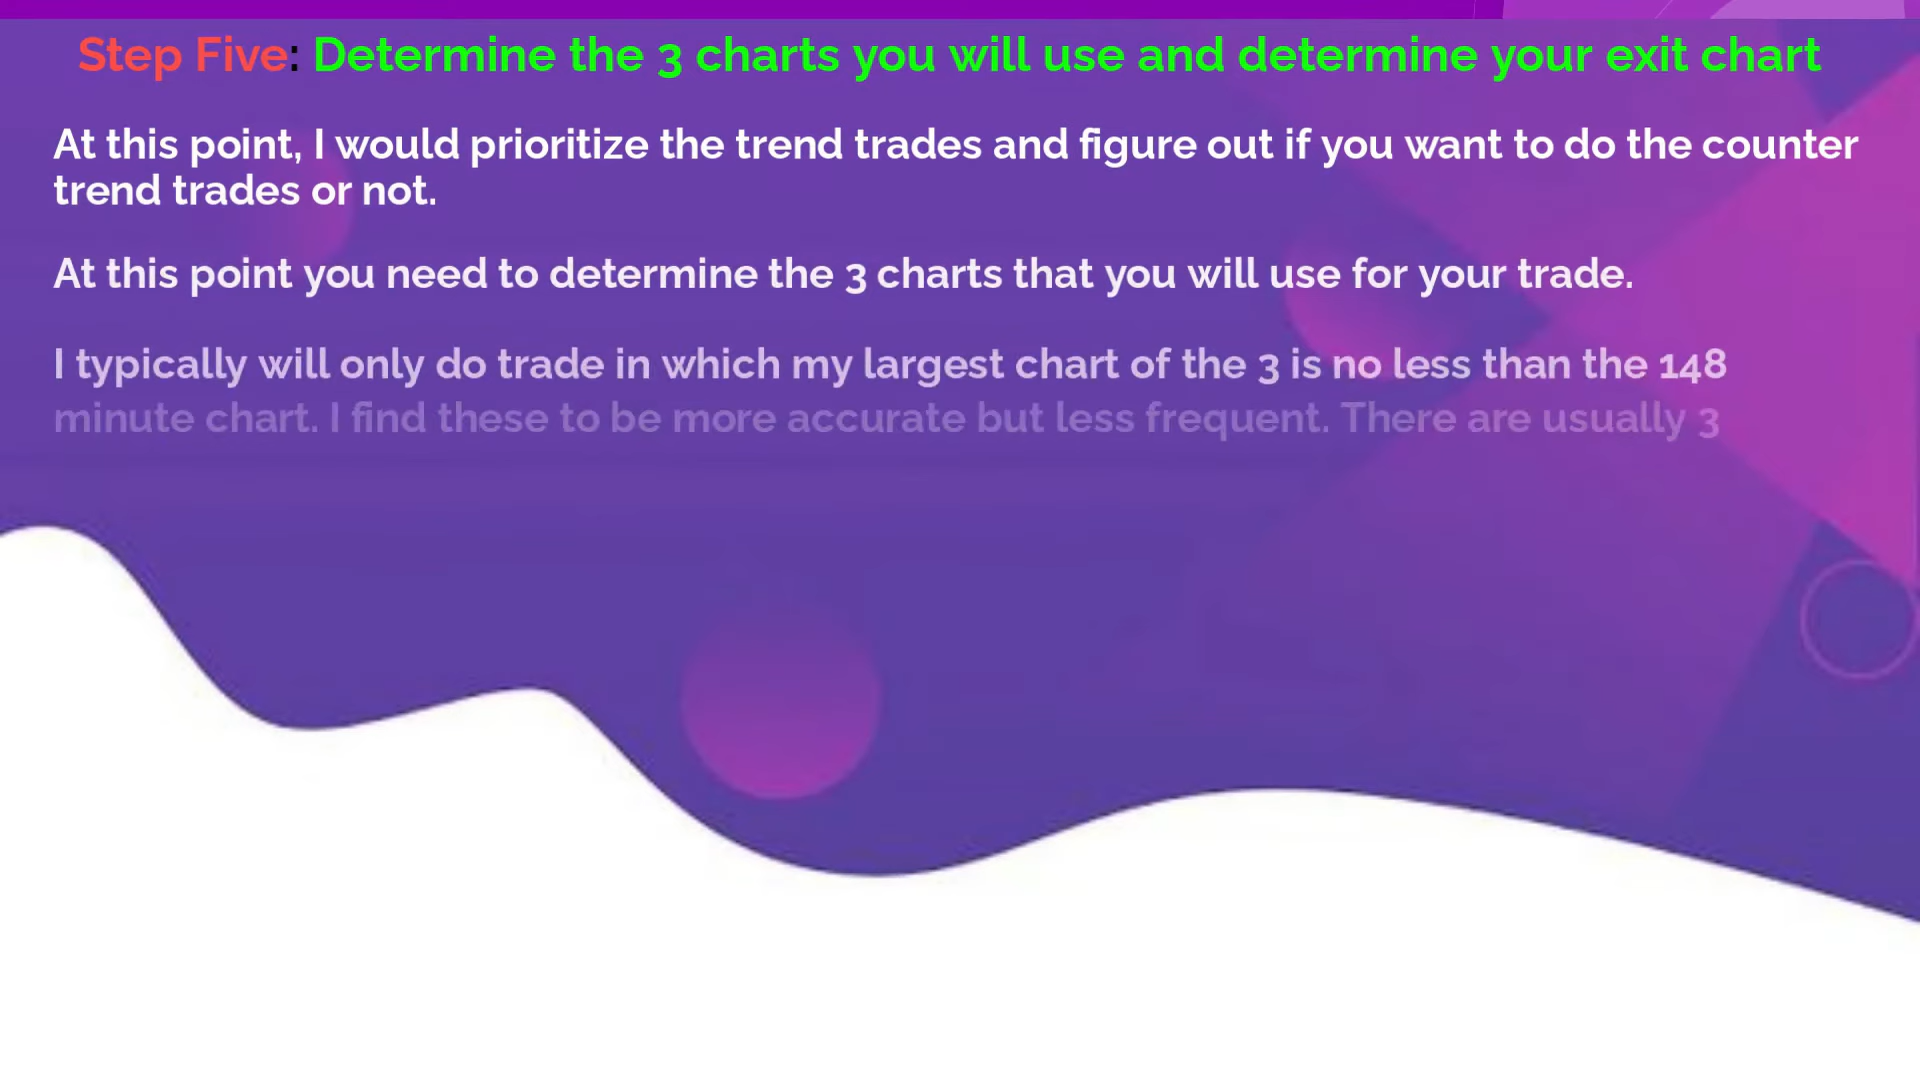 Step Five: Determine the 3 charts you will use and determine your exit chart
At this point, I would prioritize the trend trades and figure out if you want to do the counter
trend trades or not.
At this point you need to determine the 3 charts that you will use for your trade.
I typically will only do trade in which my largest chart of the 3 is no less than the 148
minute chart. I find these to be more accurate but less frequent. There are usually 3